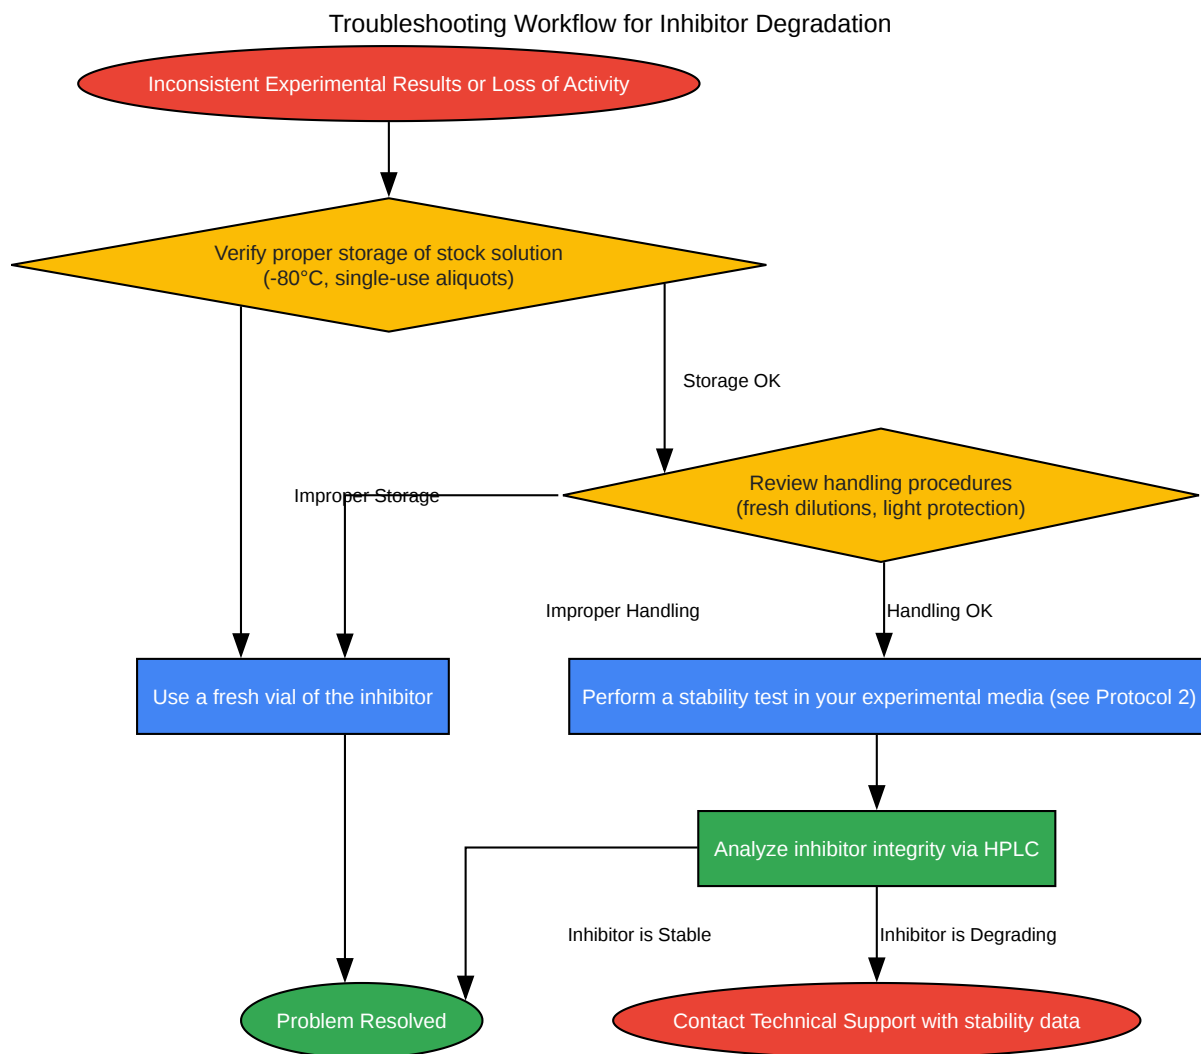 Troubleshooting Workflow for Inhibitor Degradation
Inconsistent Experimental Results or Loss of Activity
Verify proper storage of stock solution
(-80°C, single-use aliquots)
Storage OK
Review handling procedures
(fresh dilutions, light protection)
Improper Storage
Improper Handling
Handling OK
Use a fresh vial of the inhibitor
Perform a stability test in your experimental media (see Protocol 2)
Analyze inhibitor integrity via HPLC
Inhibitor is Stable
Inhibitor is Degrading
Problem Resolved
Contact Technical Support with stability data